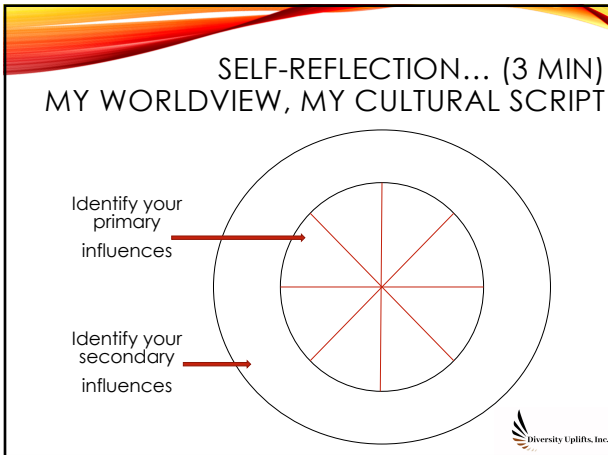 SELF-REFLECTION... (3 MIN)
MY WORLDVIEW, MY CULTURAL SCRIPT
Identify your
primary
influences
Identify your
secondary
influences
Diversity Uplifts, Inc.